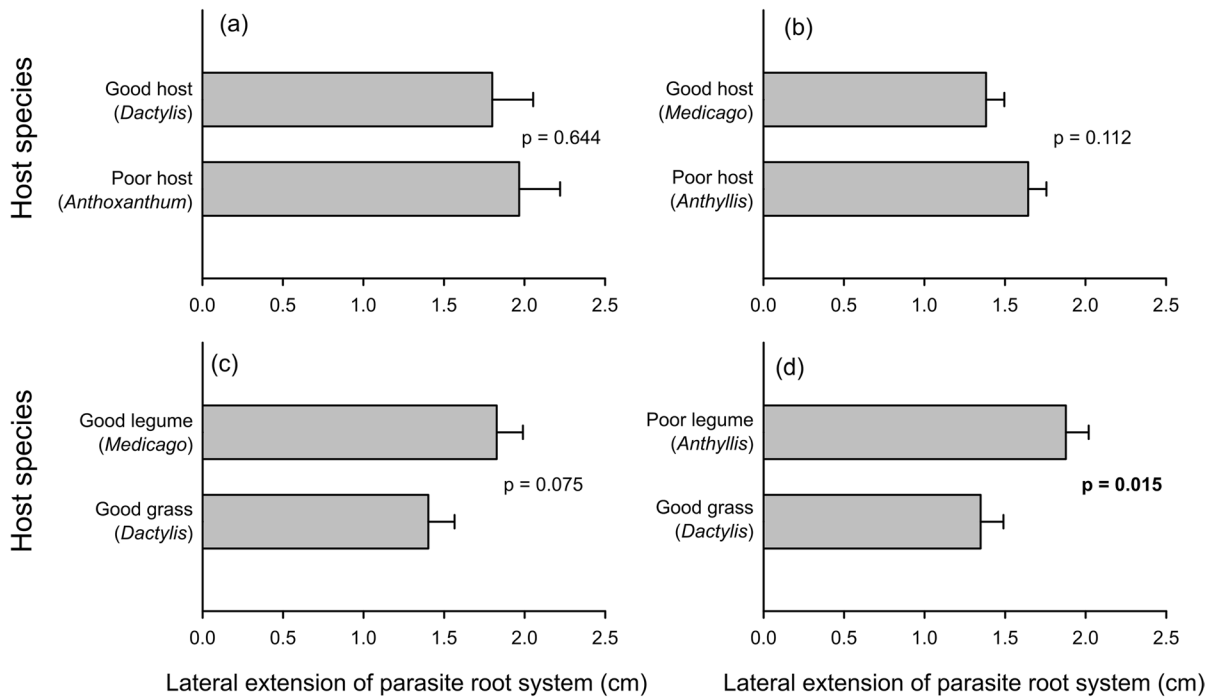 (a)
Host species
Good host
(Dactylis)
p = 0.644
Poor host
(Anthoxanthum)
0.0 0.5 1.0 1.5 2.0 2.5
(b)
Good host
(Medicago)
p = 0.112
Poor host
(Anthyllis)
0.0 0.5 1.0 1.5 2.0 2.5
(c)
Host species
Good legume
(Medicago)
p = 0.075
Good grass
(Dactylis)
0.0 0.5 1.0 1.5 2.0 2.5
Lateral extension of parasite root system (cm)
(d)
Poor legume
(Anthyllis)
p = 0.015
Good grass
(Dactylis)
0.0 0.5 1.0 1.5 2.0 2.5
Lateral extension of parasite root system (cm)